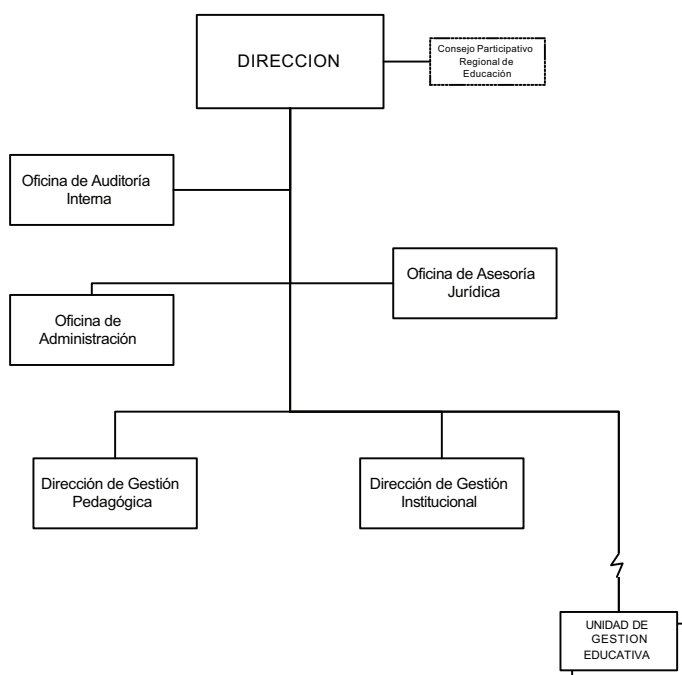 DIRECCION
Consejo Participativo
Regional de
Educación
Oficina de Auditoría
Interna
Oficina de Asesoría
Jurídica
Oficina de
Administración
Dirección de Gestión
Pedagógica
Dirección de Gestión
Institucional
UNIDAD DE
GESTION
EDUCATIVA